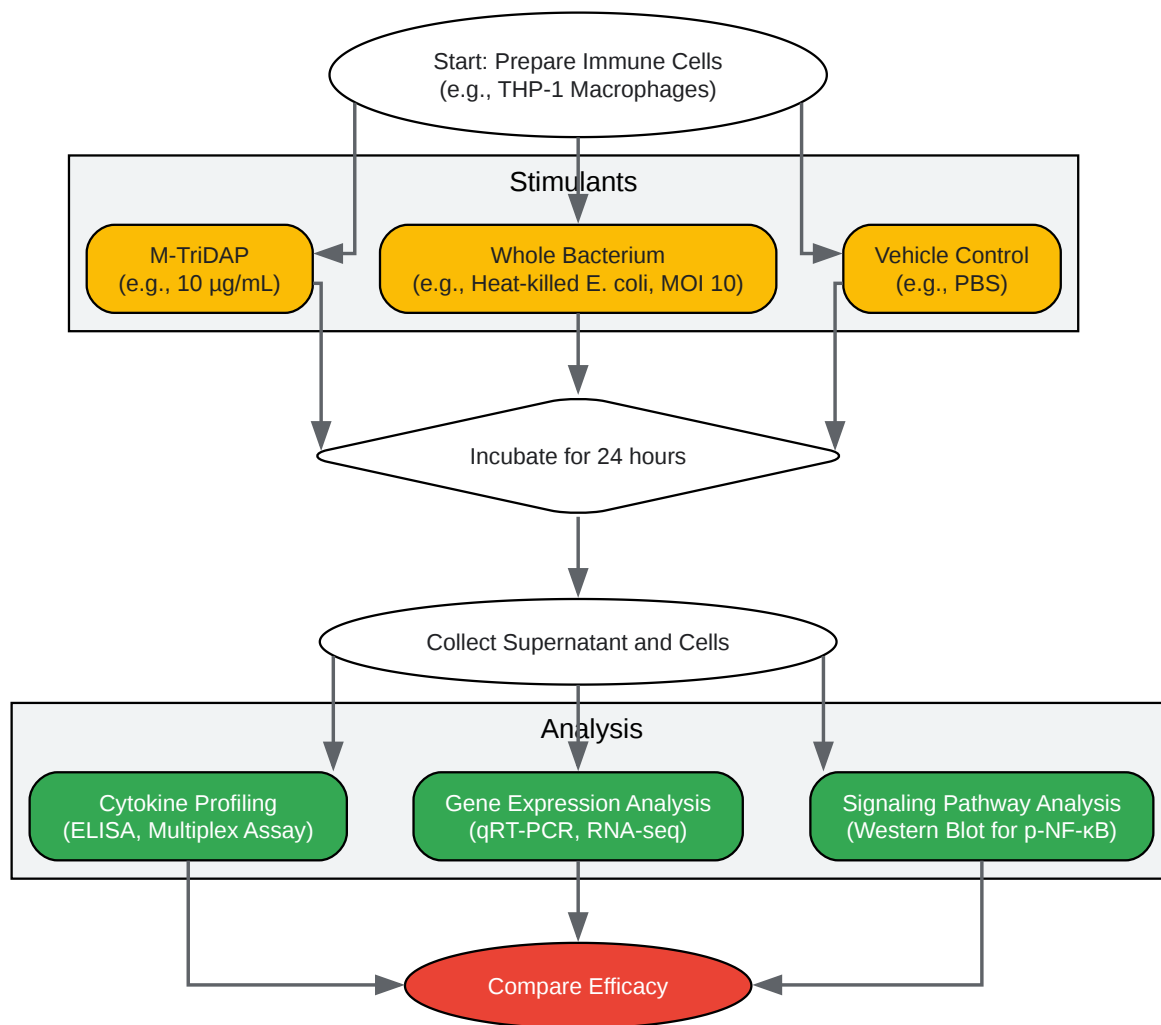 Start: Prepare Immune Cells
(e.g., THP-1 Macrophages)
Stimulants
M-TriDAP
(e.g., 10 µg/mL)
Whole Bacterium
(e.g., Heat-killed E. coli, MOI 10)
Vehicle Control
(e.g., PBS)
Incubate for 24 hours
Collect Supernatant and Cells
Analysis
Cytokine Profiling
(ELISA, Multiplex Assay)
Gene Expression Analysis
(qRT-PCR, RNA-seq)
Signaling Pathway Analysis
(Western Blot for p-NF-κB)
Compare Efficacy